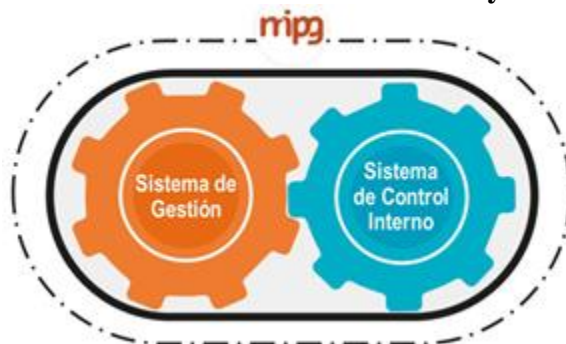 mipg
Sistema de
Gestión
Sistema
de Control
Interno